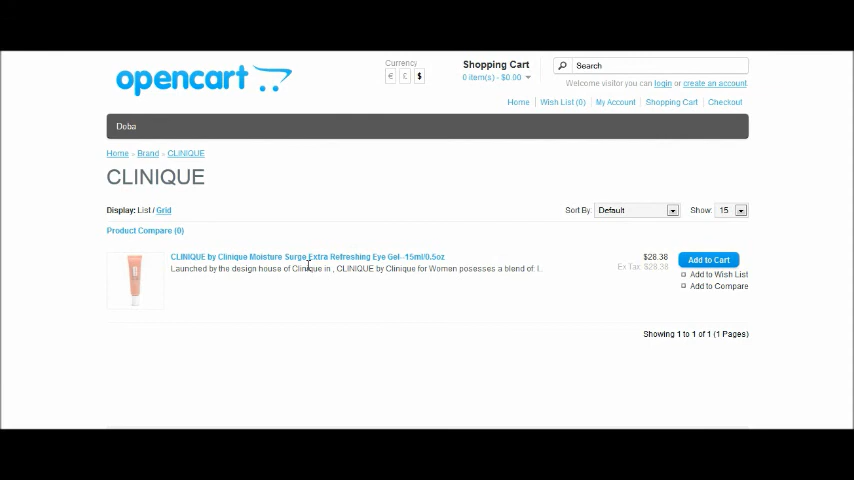 opencart
Currency
€ £ $
Shopping Cart
0 item(s) - $0.00
Search
Welcome visitor you can login or create an account.
Home Wish List (0) My Account Shopping Cart Checkout
Doba
Home » Brand » CLINIQUE
CLINIQUE
Display: List / Grid
Sort By: Default
Show: 15
Product Compare (0)
CLINIQUE by Clinique Moisture Surge Extra Refreshing Eye Gel--15ml/0.5oz
Launched by the design house of Clinique in , CLINIQUE by Clinique for Women posesses a blend of: l..
$28.38
Ex Tax: $28.38
Add to Cart
Add to Wish List
Add to Compare
Showing 1 to 1 of 1 (1 Pages)